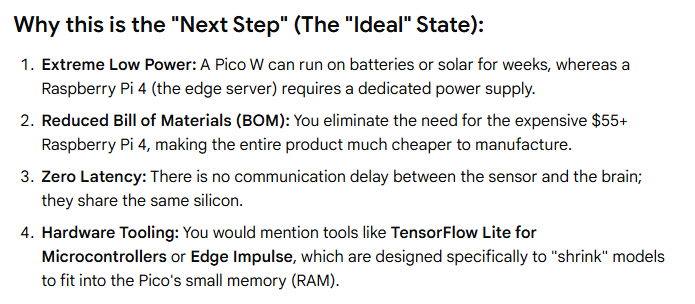 Why this is the "Next Step" (The "Ideal" State):
1. Extreme Low Power: A Pico W can run on batteries or solar for weeks, whereas a
Raspberry Pi 4 (the edge server) requires a dedicated power supply.
2. Reduced Bill of Materials (BOM): You eliminate the need for the expensive $55+
Raspberry Pi 4, making the entire product much cheaper to manufacture.
3. Zero Latency: There is no communication delay between the sensor and the brain;
they share the same silicon.
4. Hardware Tooling: You would mention tools like TensorFlow Lite for
Microcontrollers or Edge Impulse, which are designed specifically to "shrink" models
to fit into the Pico's small memory (RAM).